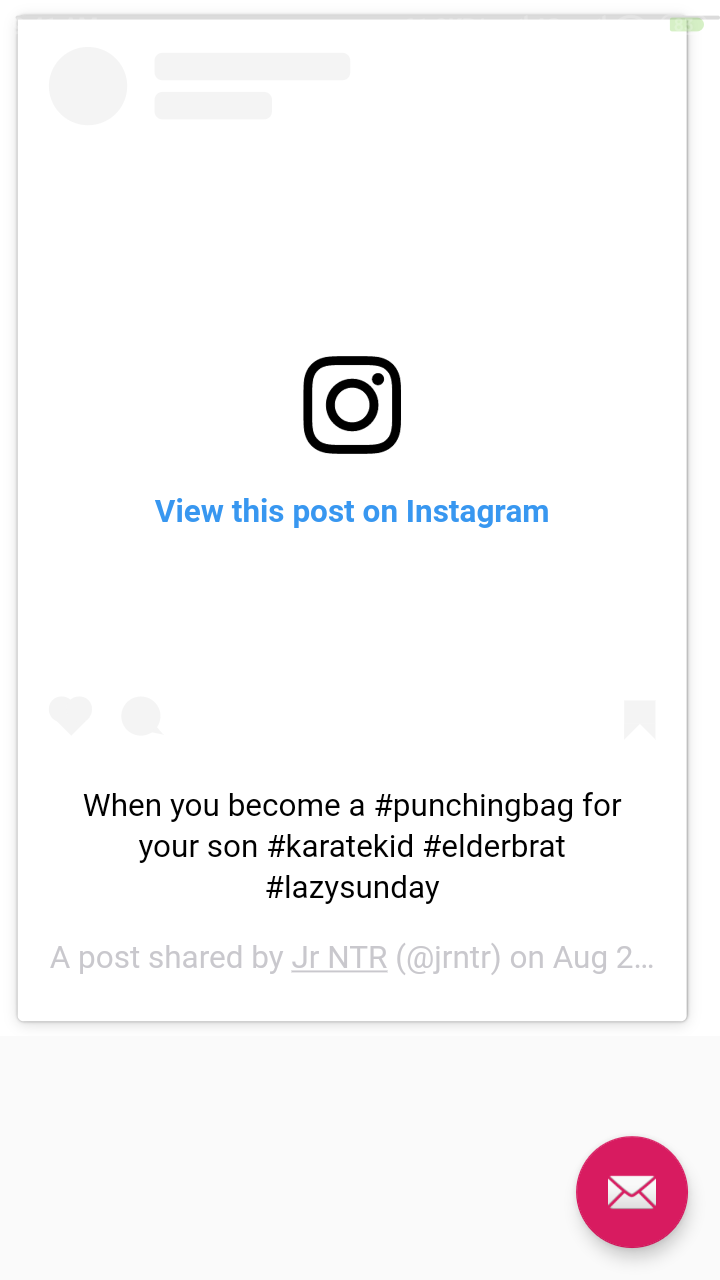 View this post on Instagram
When you become a #punchingbag for
your son #karatekid #elderbrat
#lazysunday
A post shared by Jr NTR (@jrntr) on Aug 2...